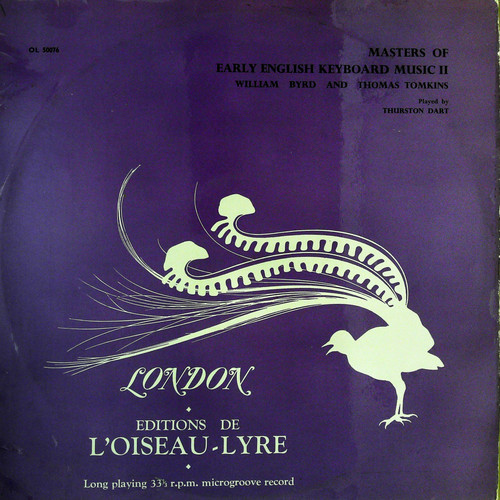 OL 50076
MASTERS OF
EARLY ENGLISH KEYBOARD MUSIC II
WILLIAM BYRD AND THOMAS TOMKINS
Played by
THURSTON DART
LONDON
EDITIONS DE
L'OISEAU-LYRE
Long playing 33⅓ r.p.m. microgroove record